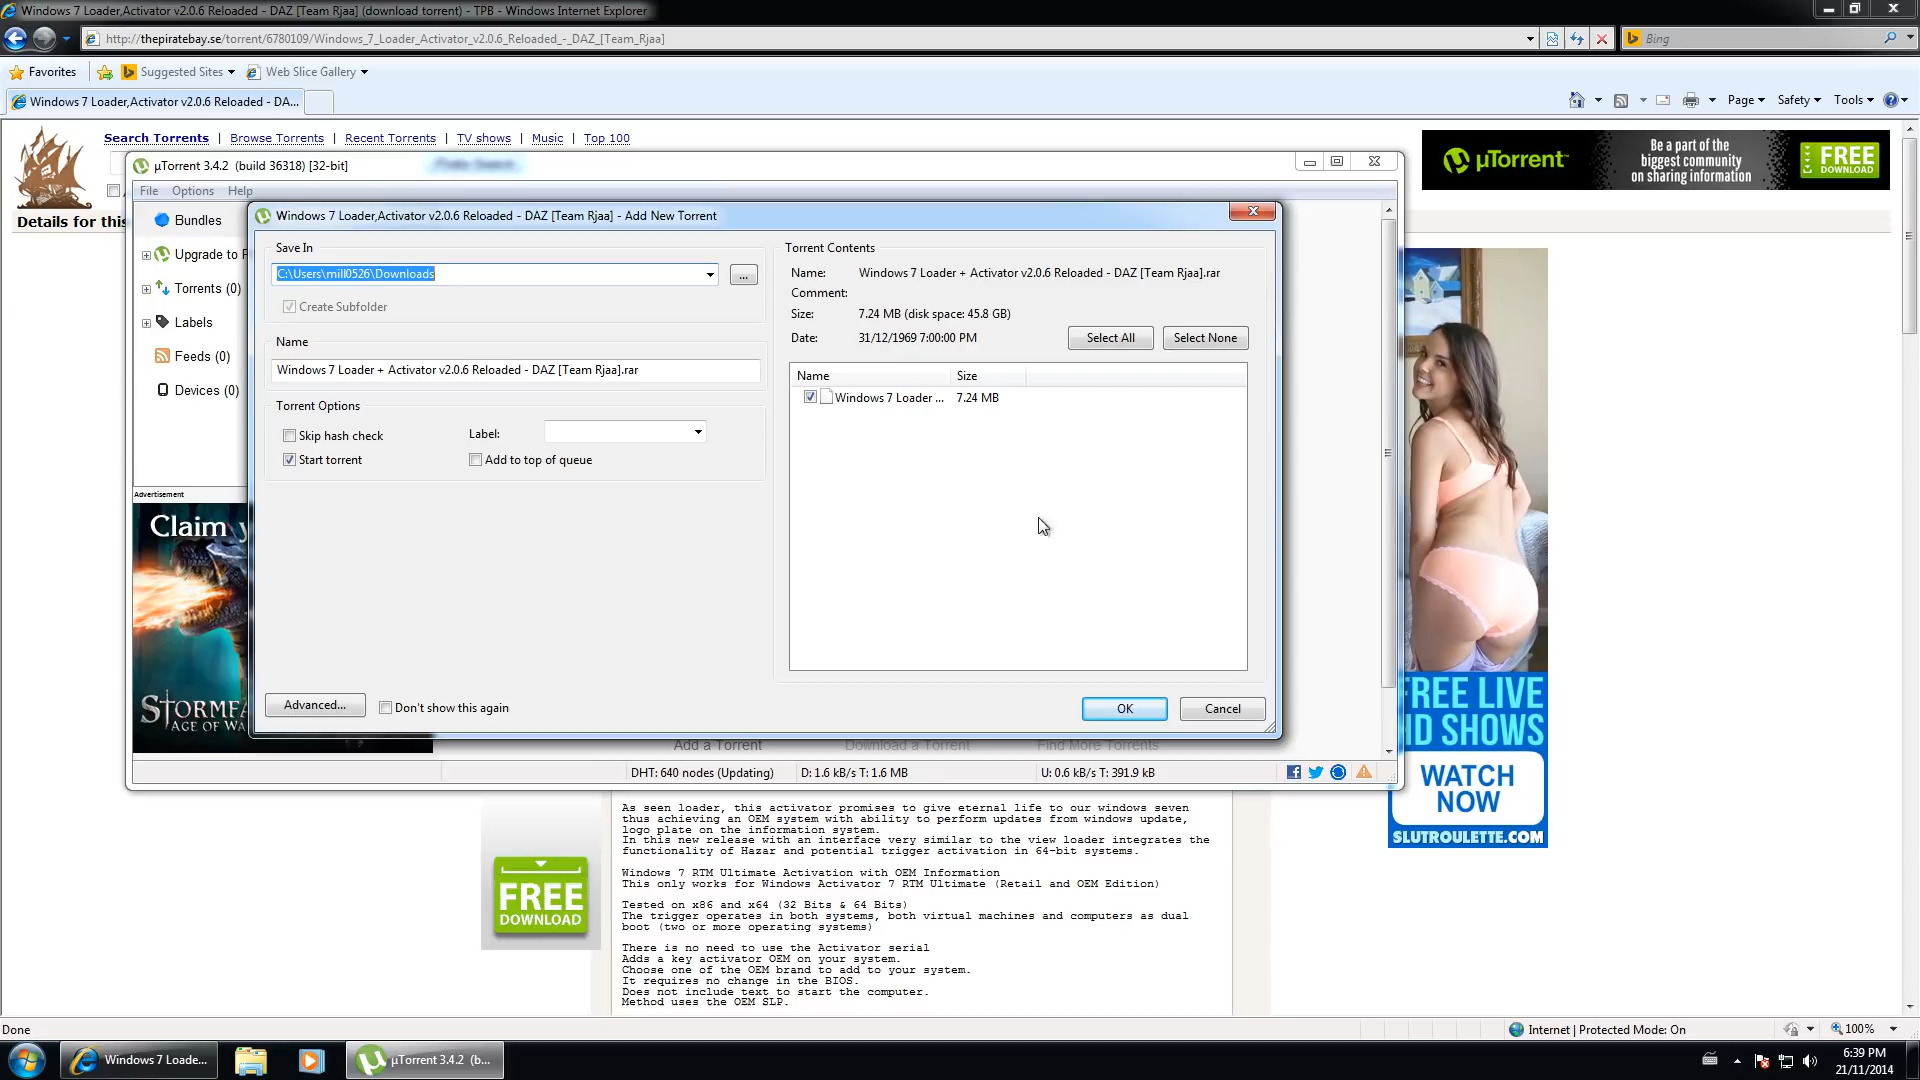 Windows 7 Loader,Activator v2.0.6 Reloaded - DAZ [Team Rjaa] (download torrent) - TPB - Windows Internet Explorer
http://thepiratebay.se/torrent/6780109/Windows_7_Loader_Activator_v2.0.6_Reloaded_-_DAZ_[Team_Rjaa]
Bing
Favorites
Suggested Sites
Web Slice Gallery
Windows 7 Loader,Activator v2.0.6 Reloaded - DA...
Page
Safety
Tools
Search Torrents | Browse Torrents | Recent Torrents | TV shows | Music | Top 100
µTorrent
Be a part of the
biggest community
on sharing information
FREE
DOWNLOAD
Details for this
µTorrent 3.4.2 (build 36318) [32-bit]
File Options Help
Bundles
Upgrade to
Torrents (0)
Labels
Feeds (0)
Devices (0)
Advertisement
Claim
STORMFA
AGE OF WA
Windows 7 Loader,Activator v2.0.6 Reloaded - DAZ [Team Rjaa] - Add New Torrent
Save In
C:\Users\mill0526\Downloads
...
Create Subfolder
Name
Windows 7 Loader + Activator v2.0.6 Reloaded - DAZ [Team Rjaa].rar
Torrent Options
Skip hash check
Label:
Start torrent
Add to top of queue
Advanced...
Don't show this again
Torrent Contents
Name: Windows 7 Loader + Activator v2.0.6 Reloaded - DAZ [Team Rjaa].rar
Comment:
Size: 7.24 MB (disk space: 45.8 GB)
Date: 31/12/1969 7:00:00 PM
Select All
Select None
Name Size
Windows 7 Loader ... 7.24 MB
OK
Cancel
Add a Torrent
Download a Torrent
Find More Torrents
DHT: 640 nodes (Updating)
D: 1.6 kB/s T: 1.6 MB
U: 0.6 kB/s T: 391.9 kB
FREE LIVE
HD SHOWS
WATCH
NOW
SLUTROULETTE.COM
FREE
DOWNLOAD
As seen loader, this activator promises to give eternal life to our windows seven
thus achieving an OEM system with ability to perform updates from windows update,
logo plate on the information system.
In this new release with an interface very similar to the view loader integrates the
functionality of Hazar and potential trigger activation in 64-bit systems.
Windows 7 RTM Ultimate Activation with OEM Information
This only works for Windows Activator 7 RTM Ultimate (Retail and OEM Edition)
Tested on x86 and x64 (32 Bits & 64 Bits)
The trigger operates in both systems, both virtual machines and computers as dual
boot (two or more operating systems)
There is no need to use the Activator serial
Adds a key activator OEM on your system.
Choose one of the OEM brand to add to your system.
It requires no change in the BIOS.
Does not include text to start the computer.
Method uses the OEM SLP.
Done
Internet | Protected Mode: On
100%
Windows 7 Loade...
µTorrent 3.4.2 (b...
6:39 PM
21/11/2014